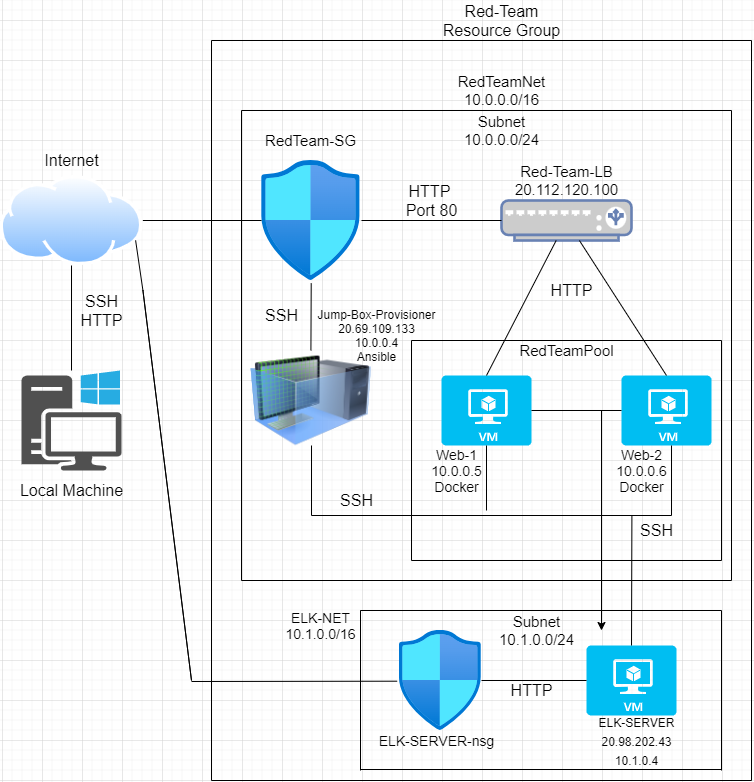 Red-Team
Resource Group
RedTeamNet
10.0.0.0/16
Subnet
10.0.0.0/24
RedTeam-SG
Internet
Red-Team-LB
20.112.120.100
HTTP
Port 80
SSH
HTTP
HTTP
SSH
Jump-Box-Provisioner
20.69.109.133
10.0.0.4
Ansible
RedTeamPool
VM
VM
Web-1
10.0.0.5
Docker
Web-2
10.0.0.6
Docker
Local Machine
SSH
SSH
ELK-NET
10.1.0.0/16
Subnet
10.1.0.0/24
HTTP
VM
ELK-SERVER-nsg
ELK-SERVER
20.98.202.43
10.1.0.4